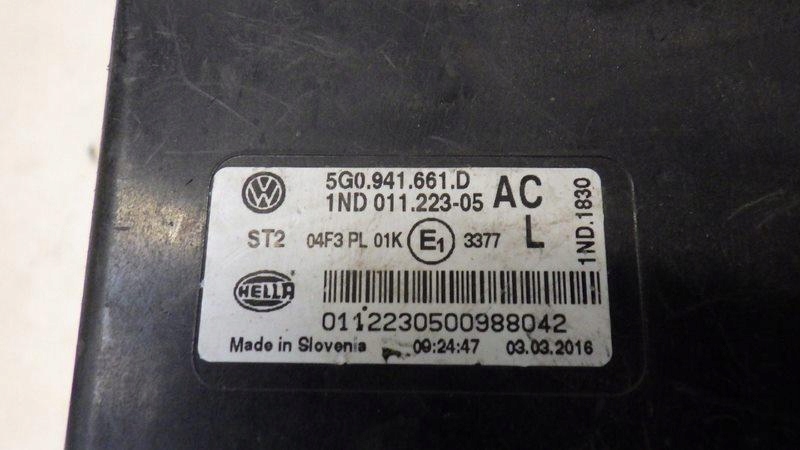 5G0.941.661.D AC
1ND 011.223-05
ST2 04F3 PL 01K E1 3377 L
1ND.1830
HELLA
0112230500988042
Made in Slovenia 09:24:47 03.03.2016